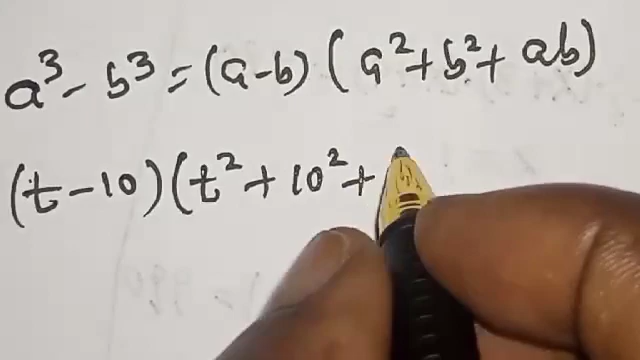 a³ - b³ = (a-b) (a² + b² + ab)
(t - 10) (t² + 10² +